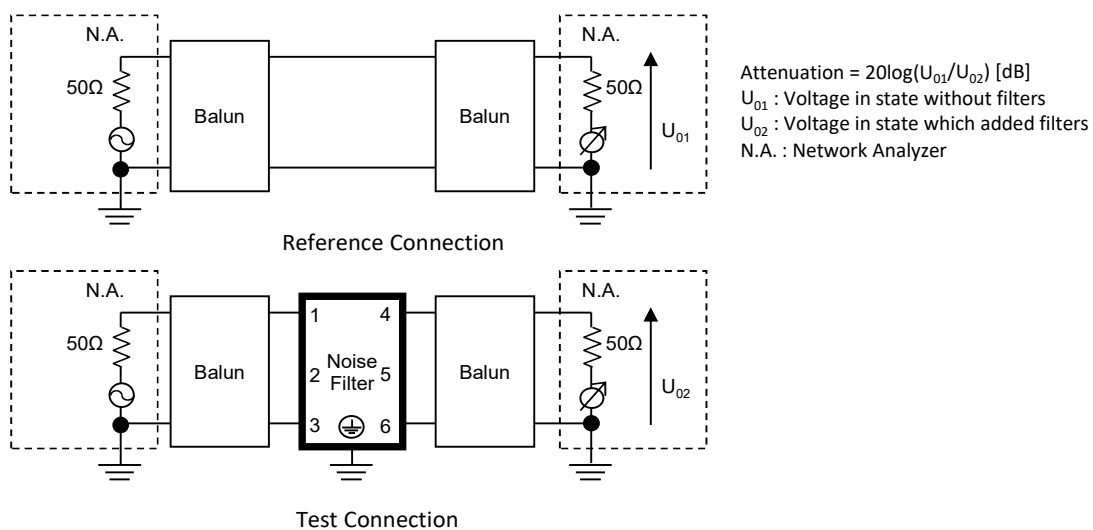 N.A.
N.A.
50Ω
Balun
Balun
50Ω
U01
Attenuation = 20log(U01/U02) [dB]
U01 : Voltage in state without filters
U02 : Voltage in state which added filters
N.A. : Network Analyzer
Reference Connection
N.A.
N.A.
50Ω
Balun
1 4
2 Noise 5
Filter
3 6
Balun
50Ω
U02
Test Connection